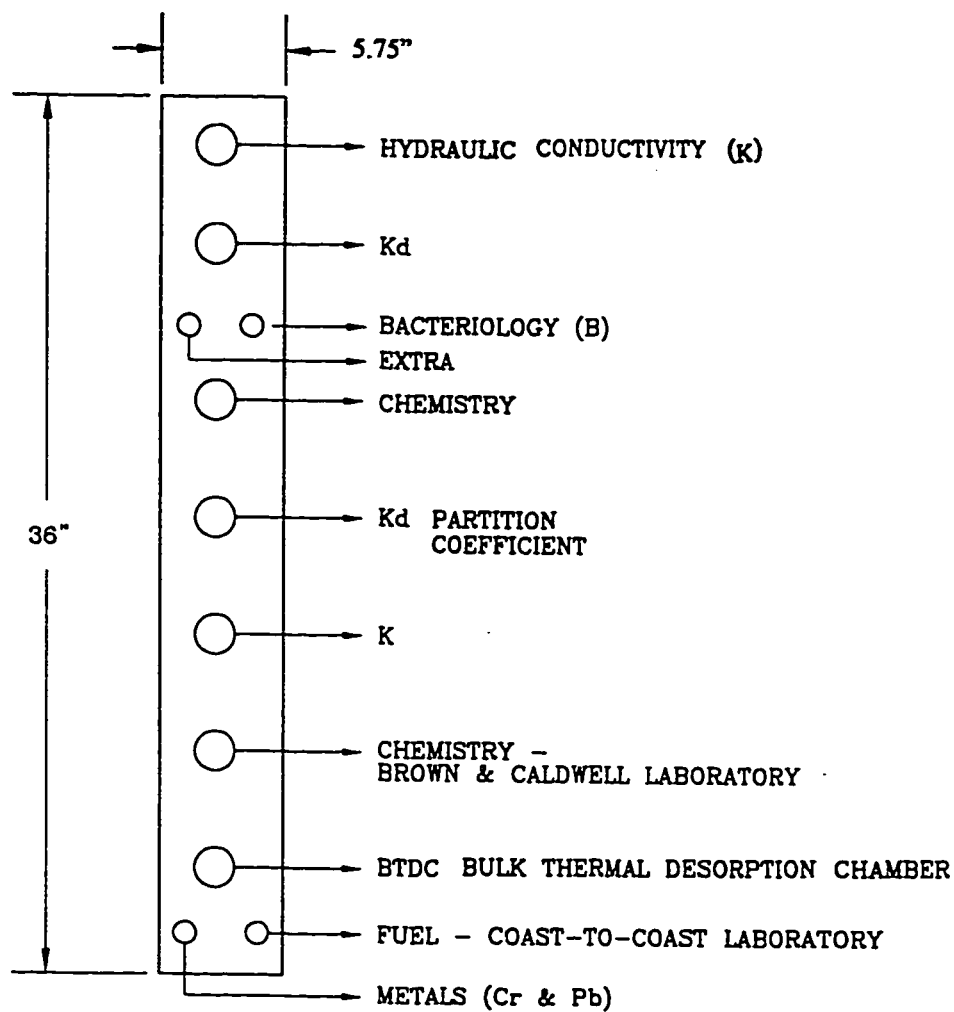 5.75"
HYDRAULIC CONDUCTIVITY (K)
Kd
BACTERIOLOGY (B)
EXTRA
CHEMISTRY
36"
Kd PARTITION
COEFFICIENT
K
CHEMISTRY -
BROWN & CALDWELL LABORATORY
BTDC BULK THERMAL DESORPTION CHAMBER
FUEL - COAST-TO-COAST LABORATORY
METALS (Cr & Pb)